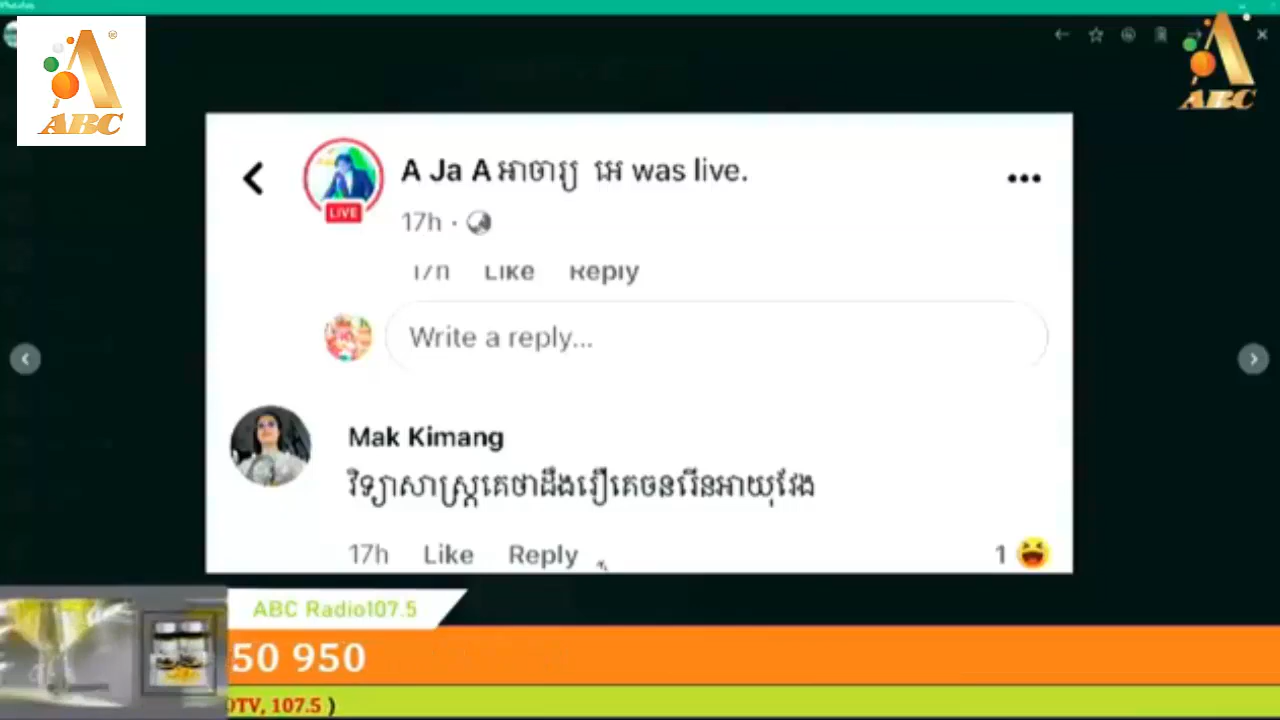 ABC
ABC
A Ja A អាចារ្យ អេ was live.
LIVE
17h
17h Like Reply
Write a reply...
Mak Kimang
វិទ្យាសាស្ត្រគេថាដឹងរឿគេចនរើនអាយុវែង
17h Like Reply 1
ABC Radio107.5
50 950
OTV, 107.5 )